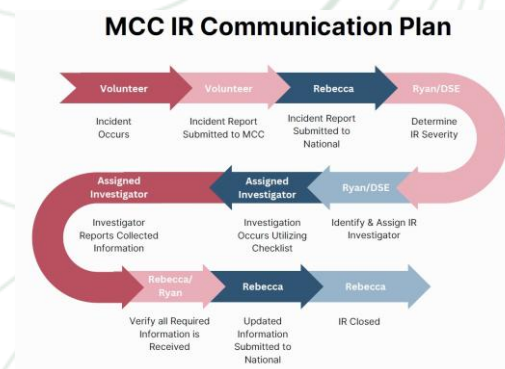 MCC IR Communication Plan
Volunteer
Incident
Occurs
Volunteer
Incident Report
Submitted to MCC
Rebecca
Incident Report
Submitted to
National
Ryan/DSE
Determine
IR Severity
Ryan/DSE
Identify & Assign IR
Investigator
Assigned
Investigator
Investigation
Occurs Utilizing
Checklist
Assigned
Investigator
Investigator
Reports Collected
Information
Rebecca/
Ryan
Verify all Required
Information is
Received
Rebecca
Updated
Information
Submitted to
National
Rebecca
IR Closed